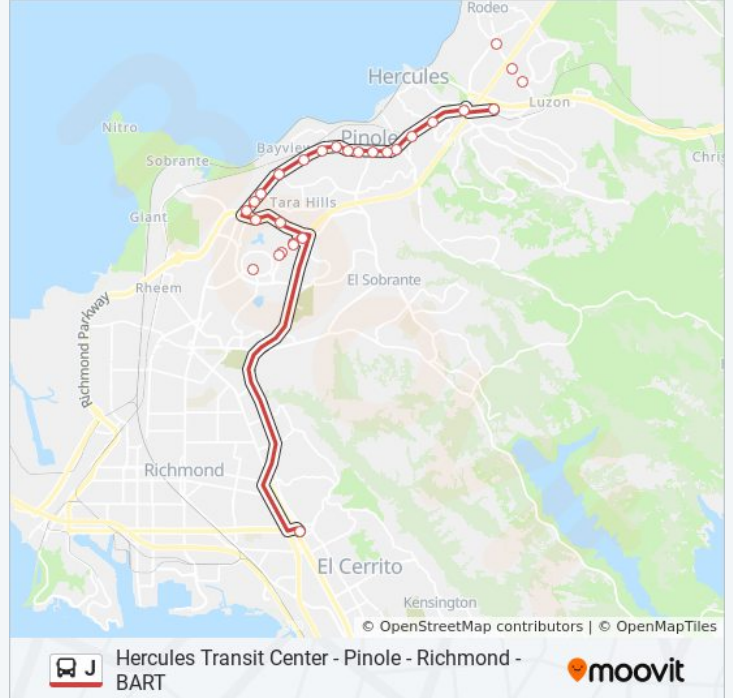 Rodeo
Hercules
Luzon
Nitro
Pinole
Bayview
Sobrante
Chris
Tara Hills
Giant
El Sobrante
Rheem
Richmond Parkway
Richmond
El Cerrito
Kensington
© OpenStreetMap contributors | © OpenMapTiles
J
Hercules Transit Center - Pinole - Richmond -
BART
moovit